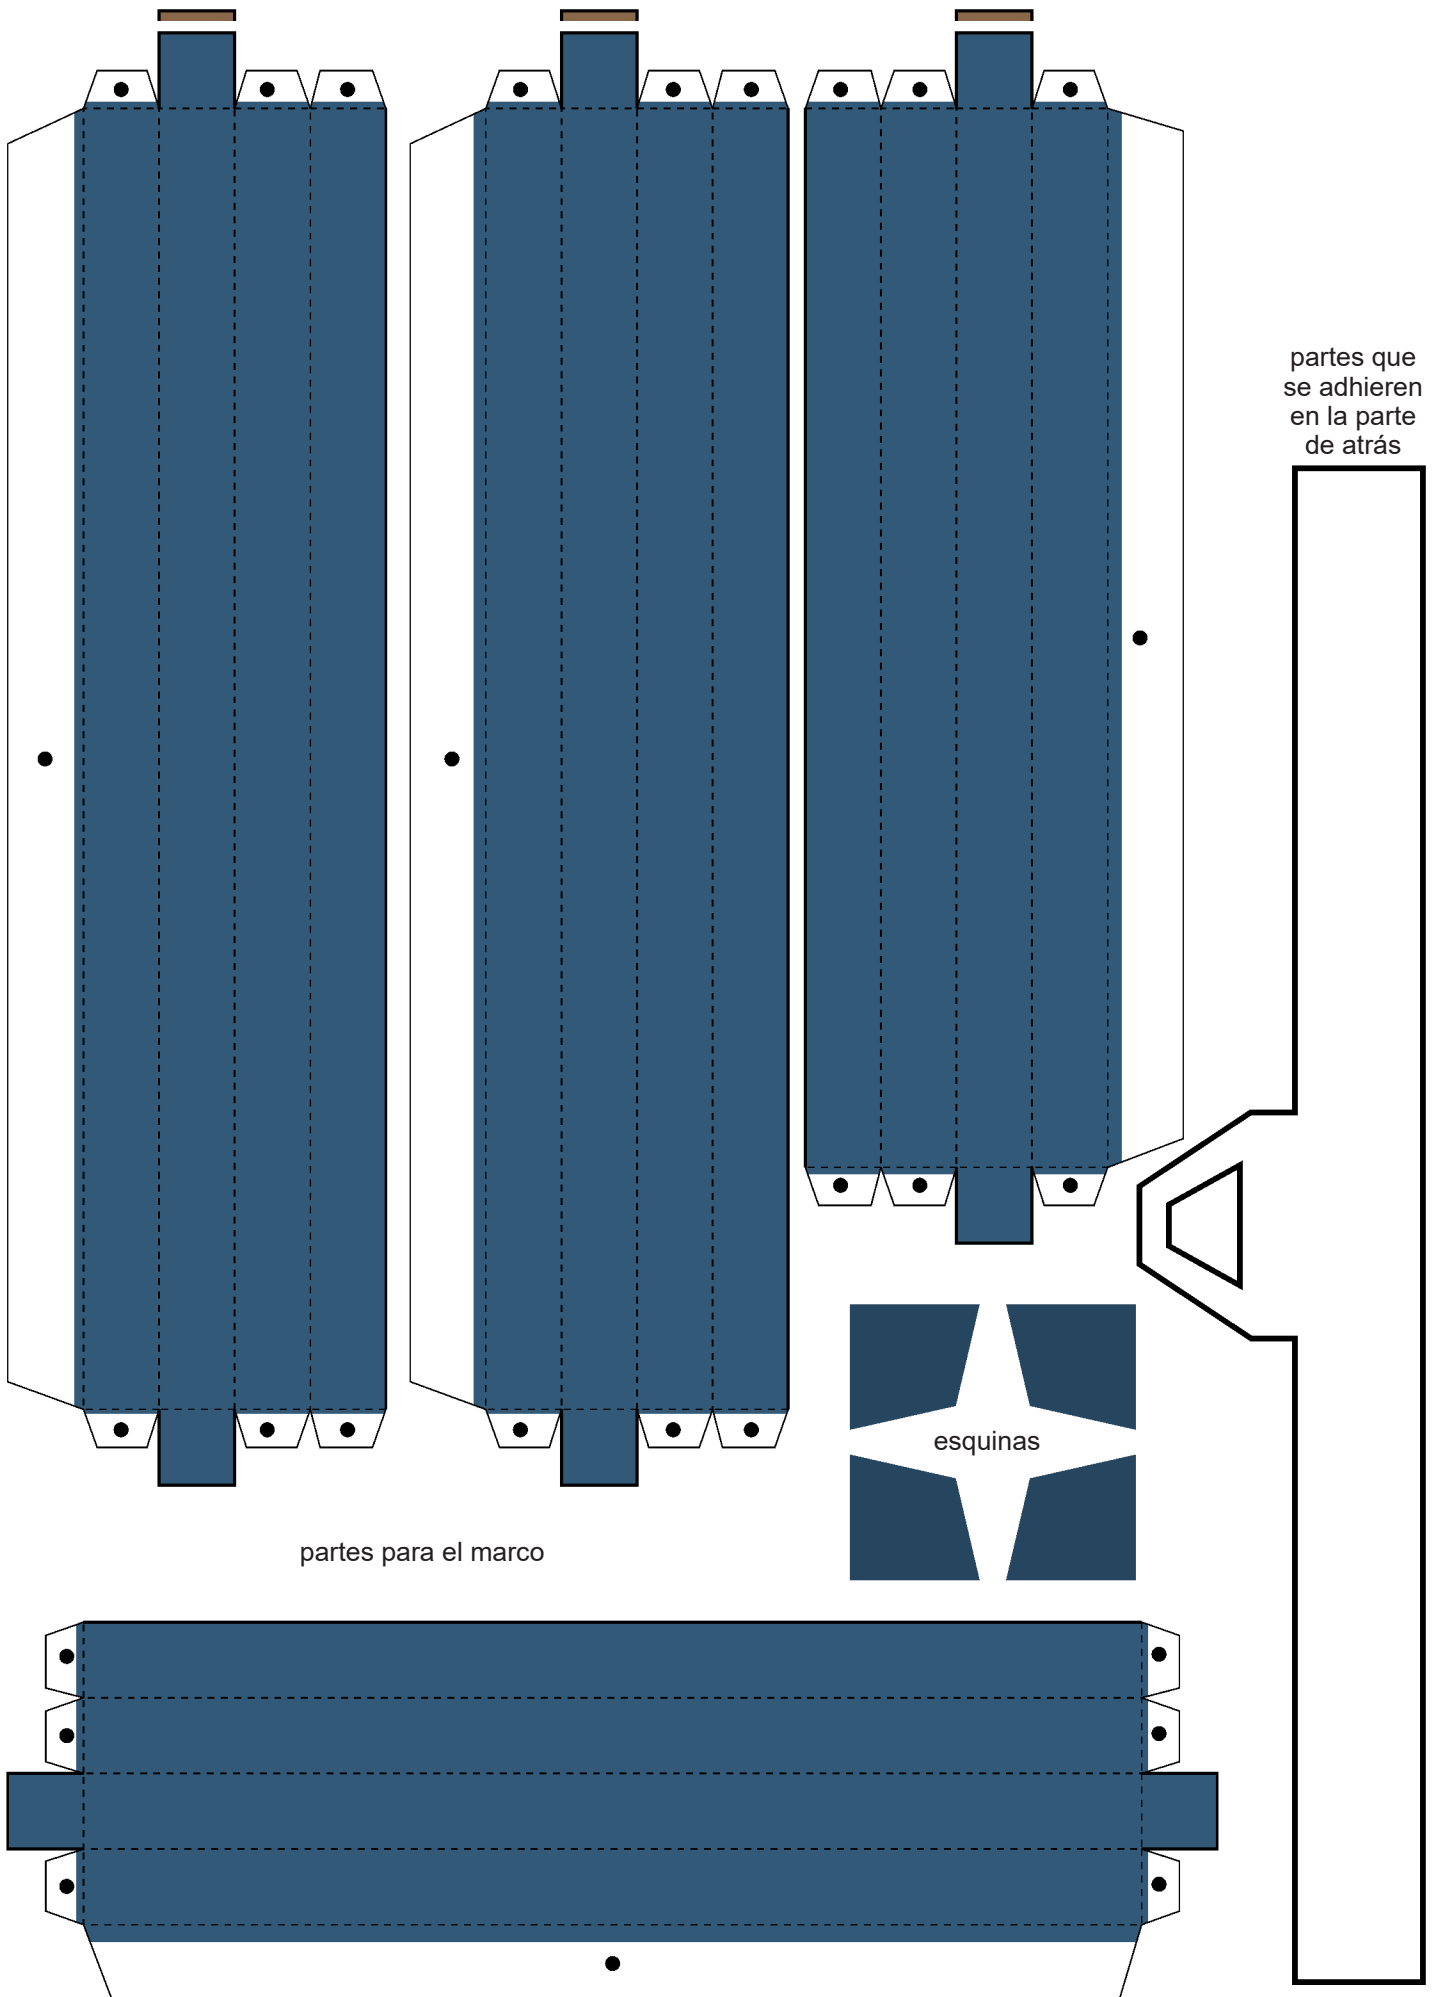 partes que
se adhieren
en la parte
de atrás
esquinas
partes para el marco